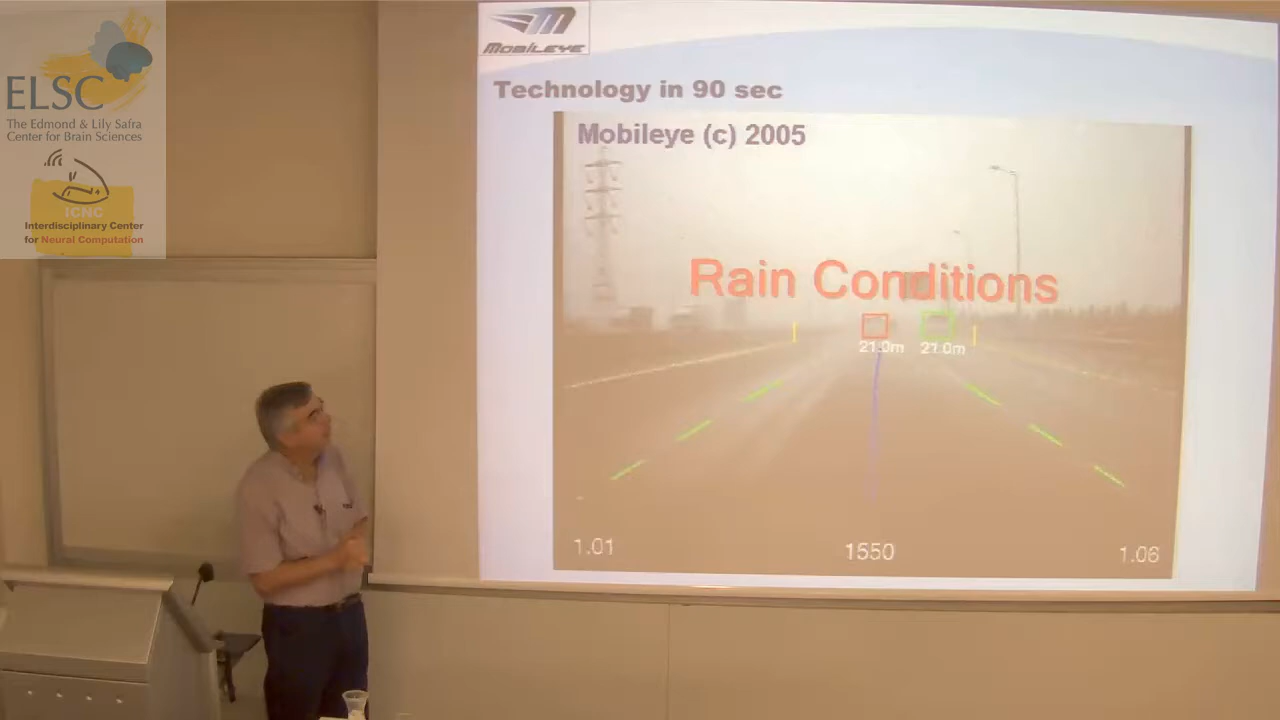 ELSC
The Edmond & Lily Safra
Center for Brain Sciences
ICNC
Interdisciplinary Center
for Neural Computation
MOBILEYE
Technology in 90 sec
Mobileye (c) 2005
Rain Conditions
21.0m 21.0m
1.01 1550 1.06